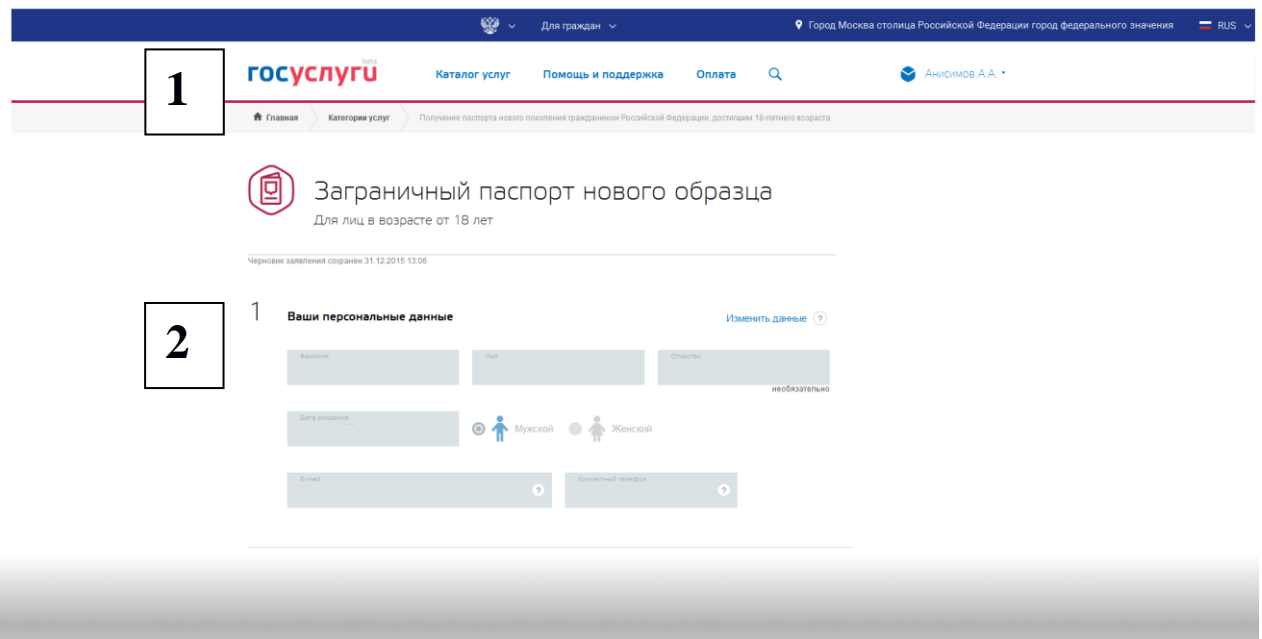 Для граждан
Город Москва столица Российской Федерации город федерального значения
RUS
1
beta
госуслуги
Каталог услуг
Помощь и поддержка
Оплата
Анисимов А.А.
Главная
Категории услуг
Получение паспорта нового поколения гражданином Российской Федерации, достигшим 18-летнего возраста
Заграничный паспорт нового образца
Для лиц в возрасте от 18 лет
Черновик заявления сохранен 31.12.2015 13:06
2
1
Ваши персональные данные
Изменить данные ?
Фамилия
Имя
Отчество
необязательно
Дата рождения
Мужской
Женский
E-mail
?
Контактный телефон
?